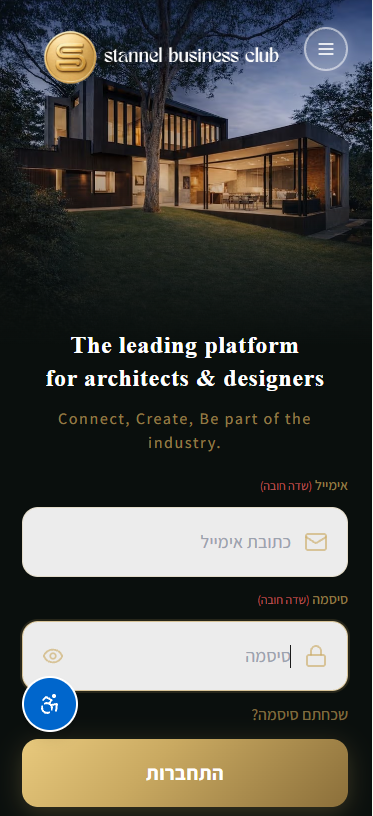 stannel business club
The leading platform
for architects & designers
Connect, Create, Be part of the
industry.
אימייל (שדה חובה)
כתובת אימייל
סיסמה (שדה חובה)
סיסמה
שכחתם סיסמה?
התחברות